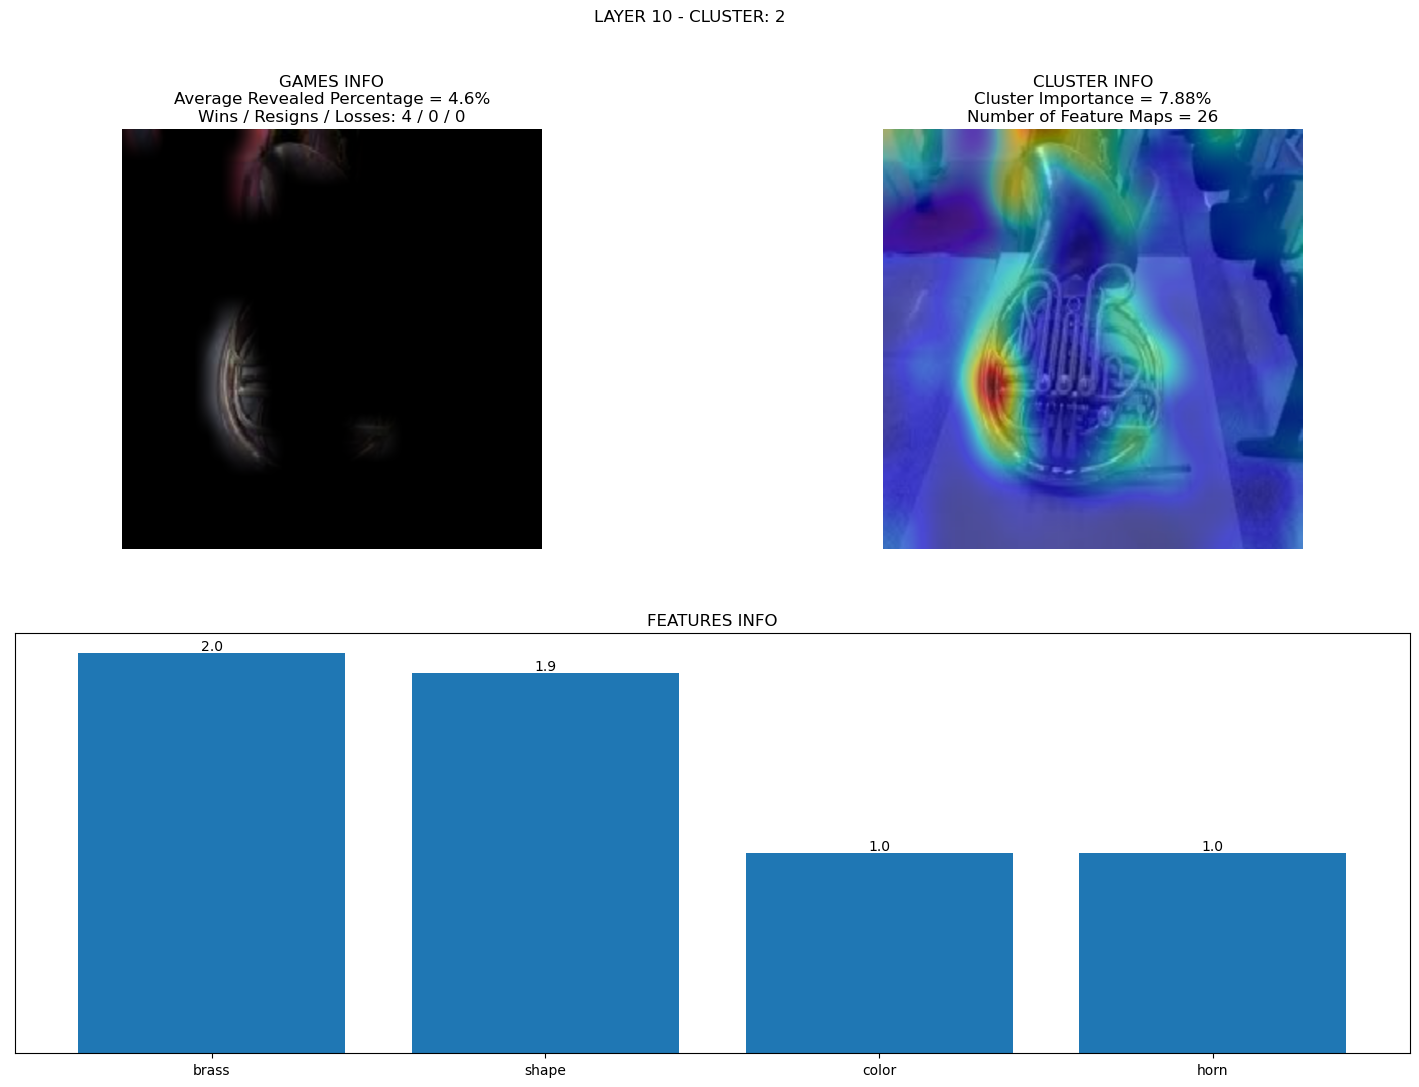 LAYER 10 - CLUSTER: 2
GAMES INFO
Average Revealed Percentage = 4.6%
Wins / Resigns / Losses: 4 / 0 / 0
CLUSTER INFO
Cluster Importance = 7.88%
Number of Feature Maps = 26
FEATURES INFO
2.0
1.9
1.0
1.0
brass
shape
color
horn